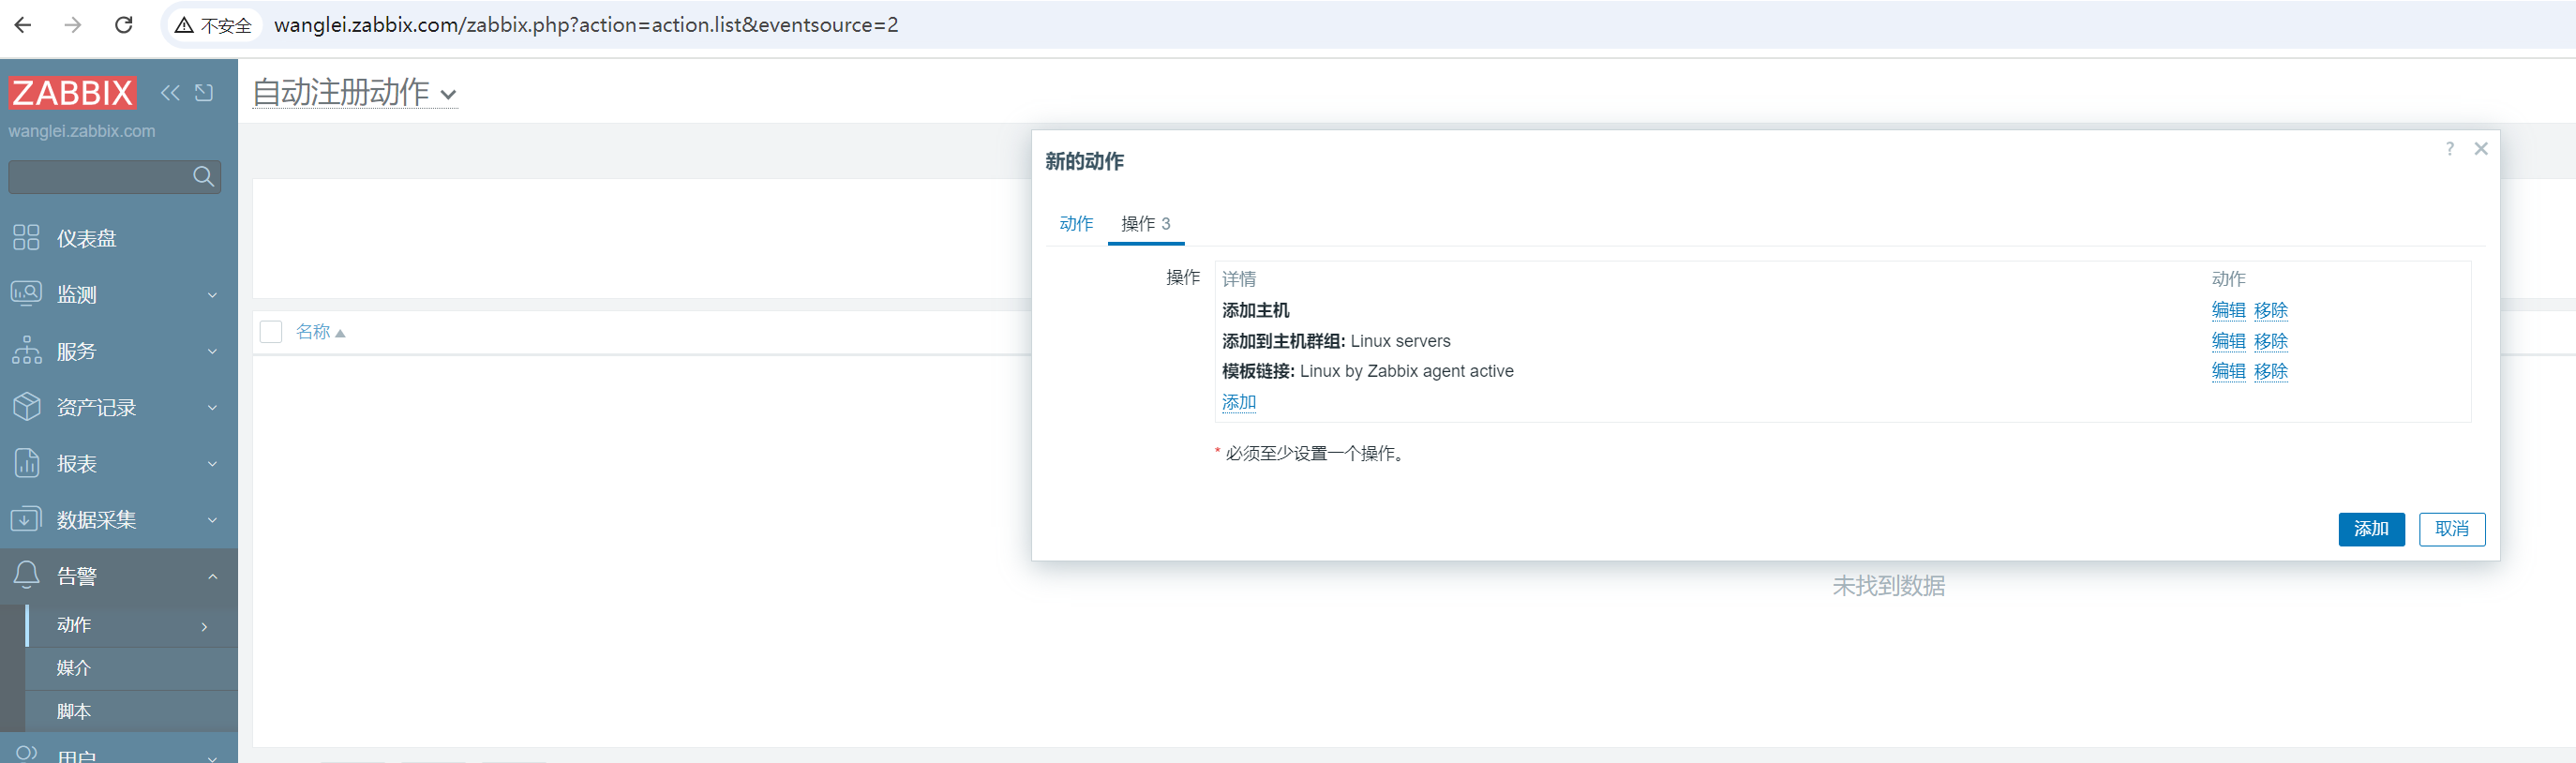 不安全 wanglei.zabbix.com/zabbix.php?action=action.list&eventsource=2
ZABBIX
wanglei.zabbix.com
仪表盘
监测
服务
资产记录
报表
数据采集
告警
动作
媒介
脚本
用户
自动注册动作
名称
未找到数据
新的动作
?
动作 操作 3
操作 详情 动作
添加主机 编辑 移除
添加到主机群组: Linux servers 编辑 移除
模板链接: Linux by Zabbix agent active 编辑 移除
添加
* 必须至少设置一个操作。
添加 取消